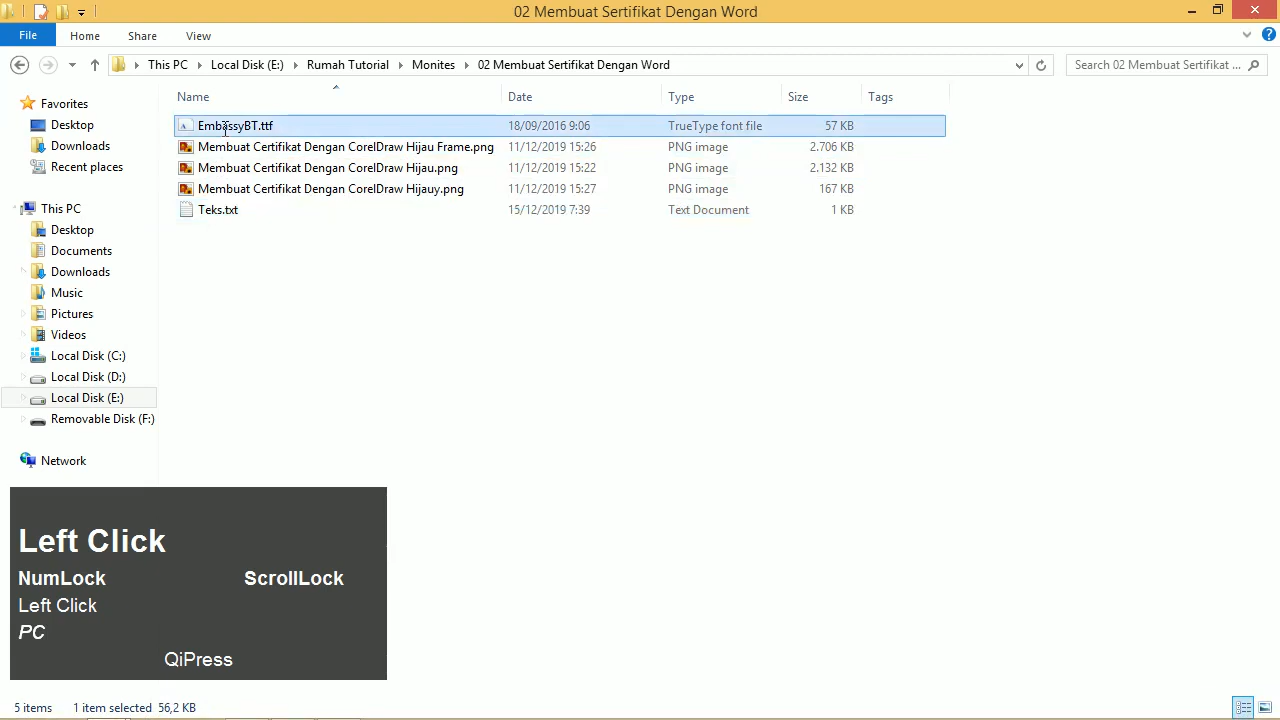 02 Membuat Sertifikat Dengan Word
File Home Share View
This PC Local Disk (E:) Rumah Tutorial Monites 02 Membuat Sertifikat Dengan Word Search 02 Membuat Sertifikat ...
Name Date Type Size Tags
EmbassyBT.ttf 18/09/2016 9:06 TrueType font file 57 KB
Membuat Certifikat Dengan CorelDraw Hijau Frame.png 11/12/2019 15:26 PNG image 2.706 KB
Membuat Certifikat Dengan CorelDraw Hijau.png 11/12/2019 15:22 PNG image 2.132 KB
Membuat Certifikat Dengan CorelDraw Hijauy.png 11/12/2019 15:27 PNG image 167 KB
Teks.txt 15/12/2019 7:39 Text Document 1 KB
Favorites
Desktop
Downloads
Recent places
This PC
Desktop
Documents
Downloads
Music
Pictures
Videos
Local Disk (C:)
Local Disk (D:)
Local Disk (E:)
Removable Disk (F:)
Network
Left Click
NumLock ScrollLock
Left Click
PC
QiPress
5 items 1 item selected 56,2 KB